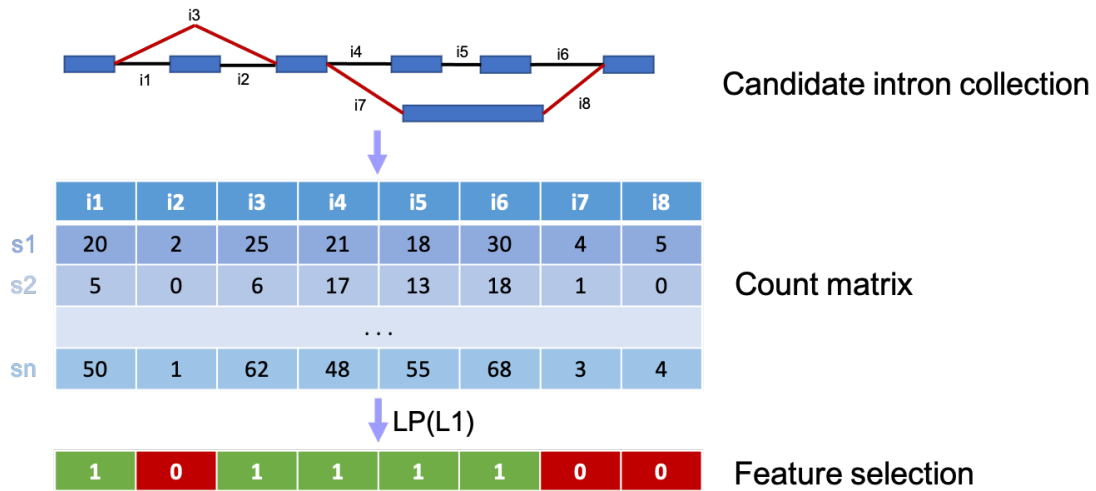 i3
i1 i2 i4 i5 i6
i7 i8
Candidate intron collection
i1 i2 i3 i4 i5 i6 i7 i8
s1 20 2 25 21 18 30 4 5
s2 5 0 6 17 13 18 1 0
Count matrix
...
sn 50 1 62 48 55 68 3 4
LP(L1)
1 0 1 1 1 1 0 0
Feature selection